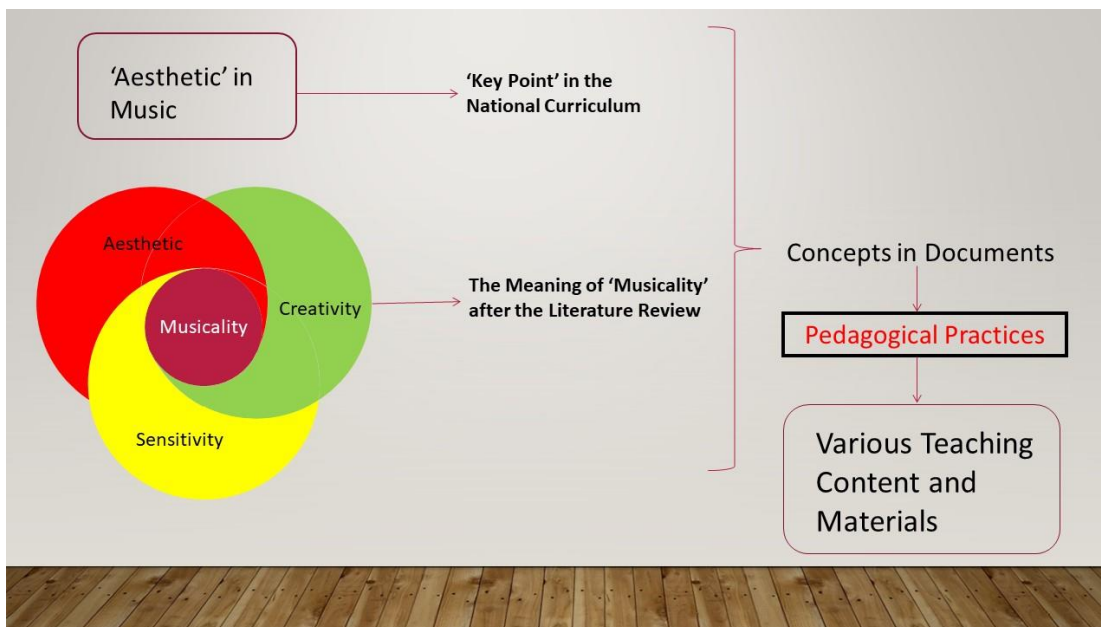 ‘Aesthetic’ in
Music
‘Key Point’ in the
National Curriculum
Aesthetic
Creativity
Musicality
Sensitivity
The Meaning of ‘Musicality’
after the Literature Review
Concepts in Documents
Pedagogical Practices
Various Teaching
Content and
Materials